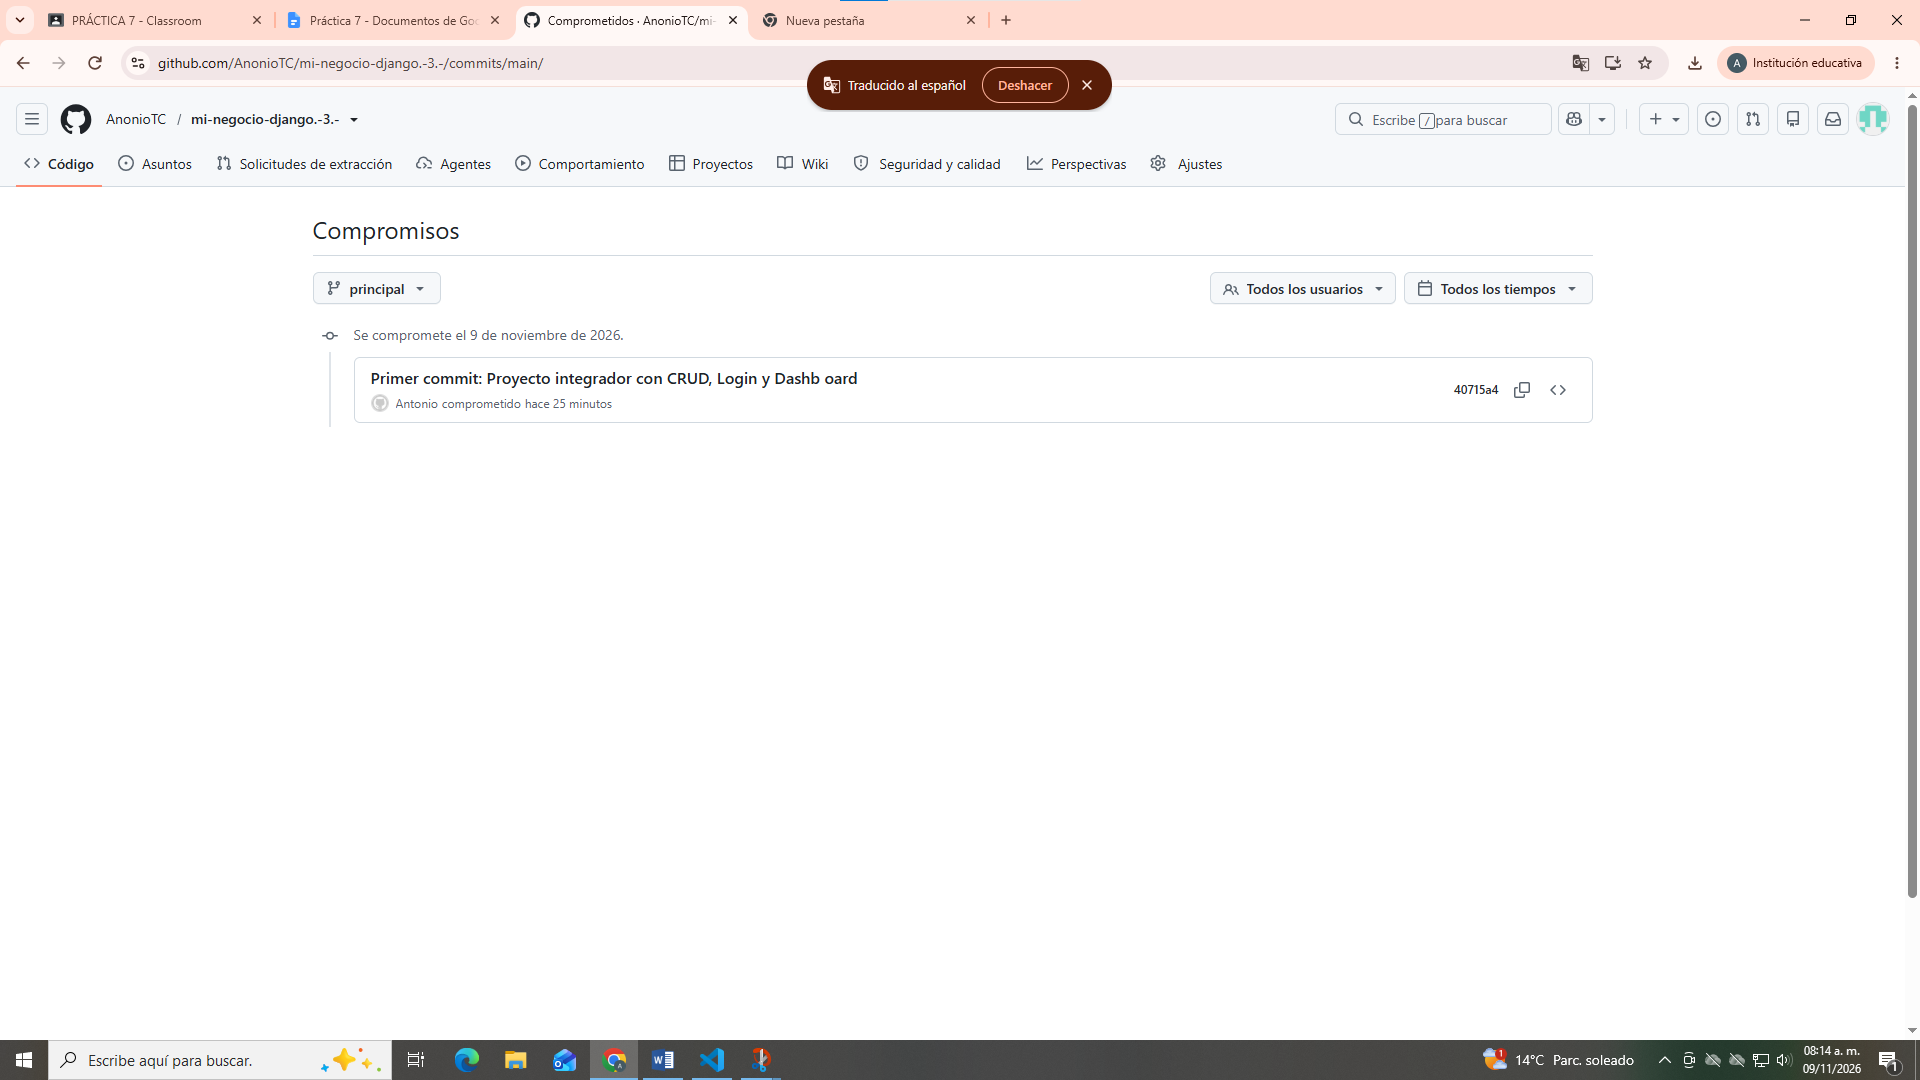 PRÁCTICA 7 - Classroom
Práctica 7 - Documentos de Goo
Comprometidos · AnonioTC/mi-
Nueva pestaña
github.com/AnonioTC/mi-negocio-django.-3.-/commits/main/
A Institución educativa
Traducido al español Deshacer
AnonioTC / mi-negocio-django.-3.-
Escribe / para buscar
Código Asuntos Solicitudes de extracción Agentes Comportamiento Proyectos Wiki Seguridad y calidad Perspectivas Ajustes
Compromisos
principal
Todos los usuarios Todos los tiempos
Se compromete el 9 de noviembre de 2026.
Primer commit: Proyecto integrador con CRUD, Login y Dashb oard
Antonio comprometido hace 25 minutos
40715a4
Escribe aquí para buscar.
1
14°C Parc. soleado
08:14 a. m.
09/11/2026
1